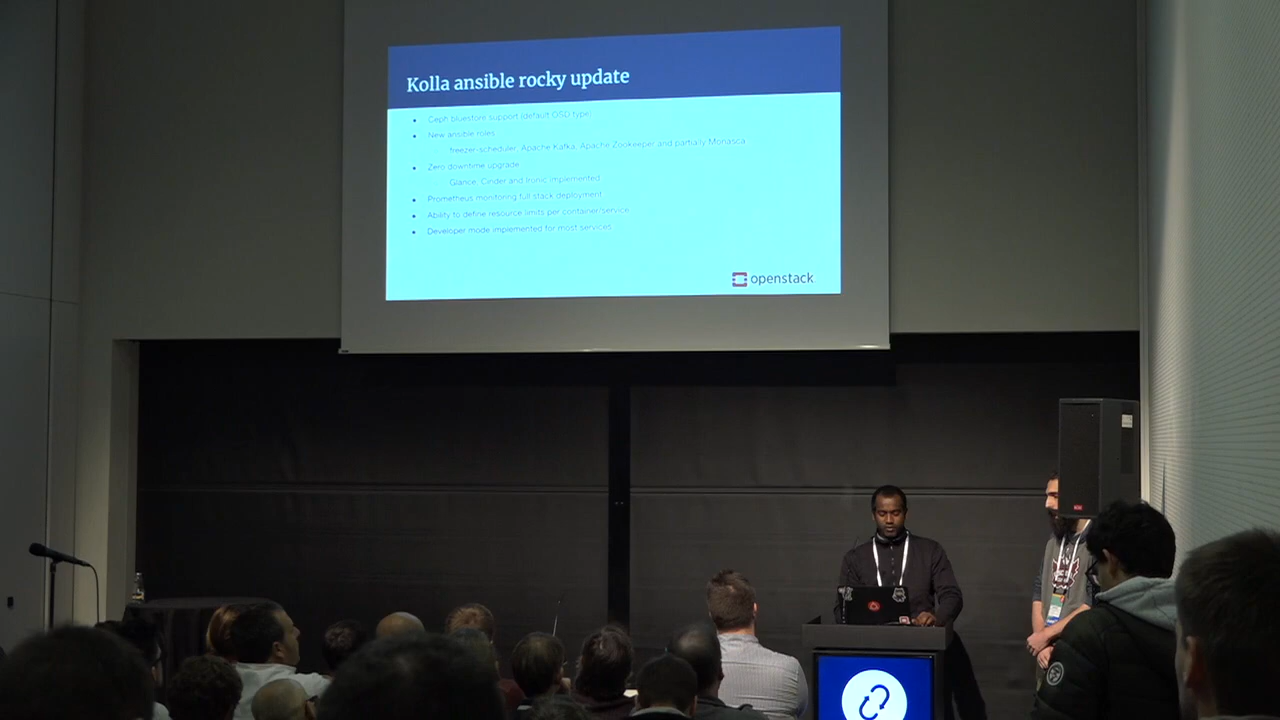 Kolla ansible rocky update
Ceph bluestore support (default OSD type)
New ansible roles
freezer-scheduler, Apache Kafka, Apache Zookeeper and partially Monasca
Zero downtime upgrade
Glance, Cinder and Ironic implemented
Prometheus monitoring full stack deployment
Ability to define resource limits per container/service
Developer mode implemented for most services
openstack